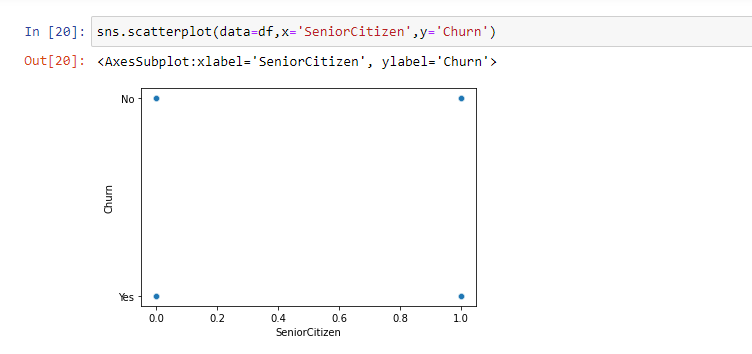 In [20]: sns.scatterplot(data=df,x='SeniorCitizen',y='Churn')
Out[20]: <AxesSubplot:xlabel='SeniorCitizen', ylabel='Churn'>
No
Churn
Yes
0.0 0.2 0.4 0.6 0.8 1.0
SeniorCitizen